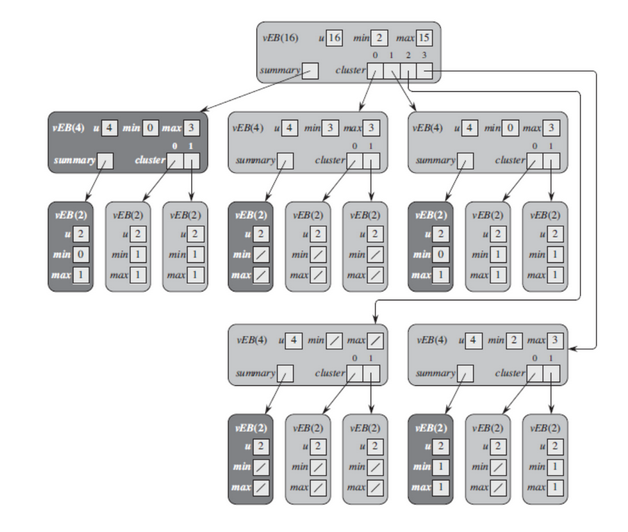 vEB(16) u 16 min 2 max 15
0 1 2 3
summary cluster
vEB(4) u 4 min 0 max 3
0 1
summary cluster
vEB(4) u 4 min 3 max 3
0 1
summary cluster
vEB(4) u 4 min 0 max 3
0 1
summary cluster
vEB(2)
u 2
min 0
max 1
vEB(2)
u 2
min 1
max 1
vEB(2)
u 2
min 1
max 1
vEB(2)
u 2
min /
max /
vEB(2)
u 2
min /
max /
vEB(2)
u 2
min /
max /
vEB(2)
u 2
min 0
max 1
vEB(2)
u 2
min 1
max 1
vEB(2)
u 2
min 1
max 1
vEB(4) u 4 min / max /
0 1
summary cluster
vEB(4) u 4 min 2 max 3
0 1
summary cluster
vEB(2)
u 2
min /
max /
vEB(2)
u 2
min /
max /
vEB(2)
u 2
min /
max /
vEB(2)
u 2
min 1
max 1
vEB(2)
u 2
min /
max /
vEB(2)
u 2
min 1
max 1